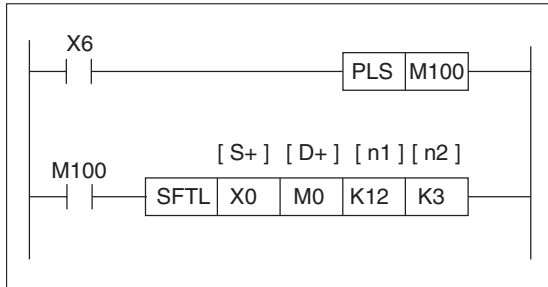 X6
PLS M100
[ S+ ] [ D+ ] [ n1 ] [ n2 ]
M100
SFTL X0 M0 K12 K3